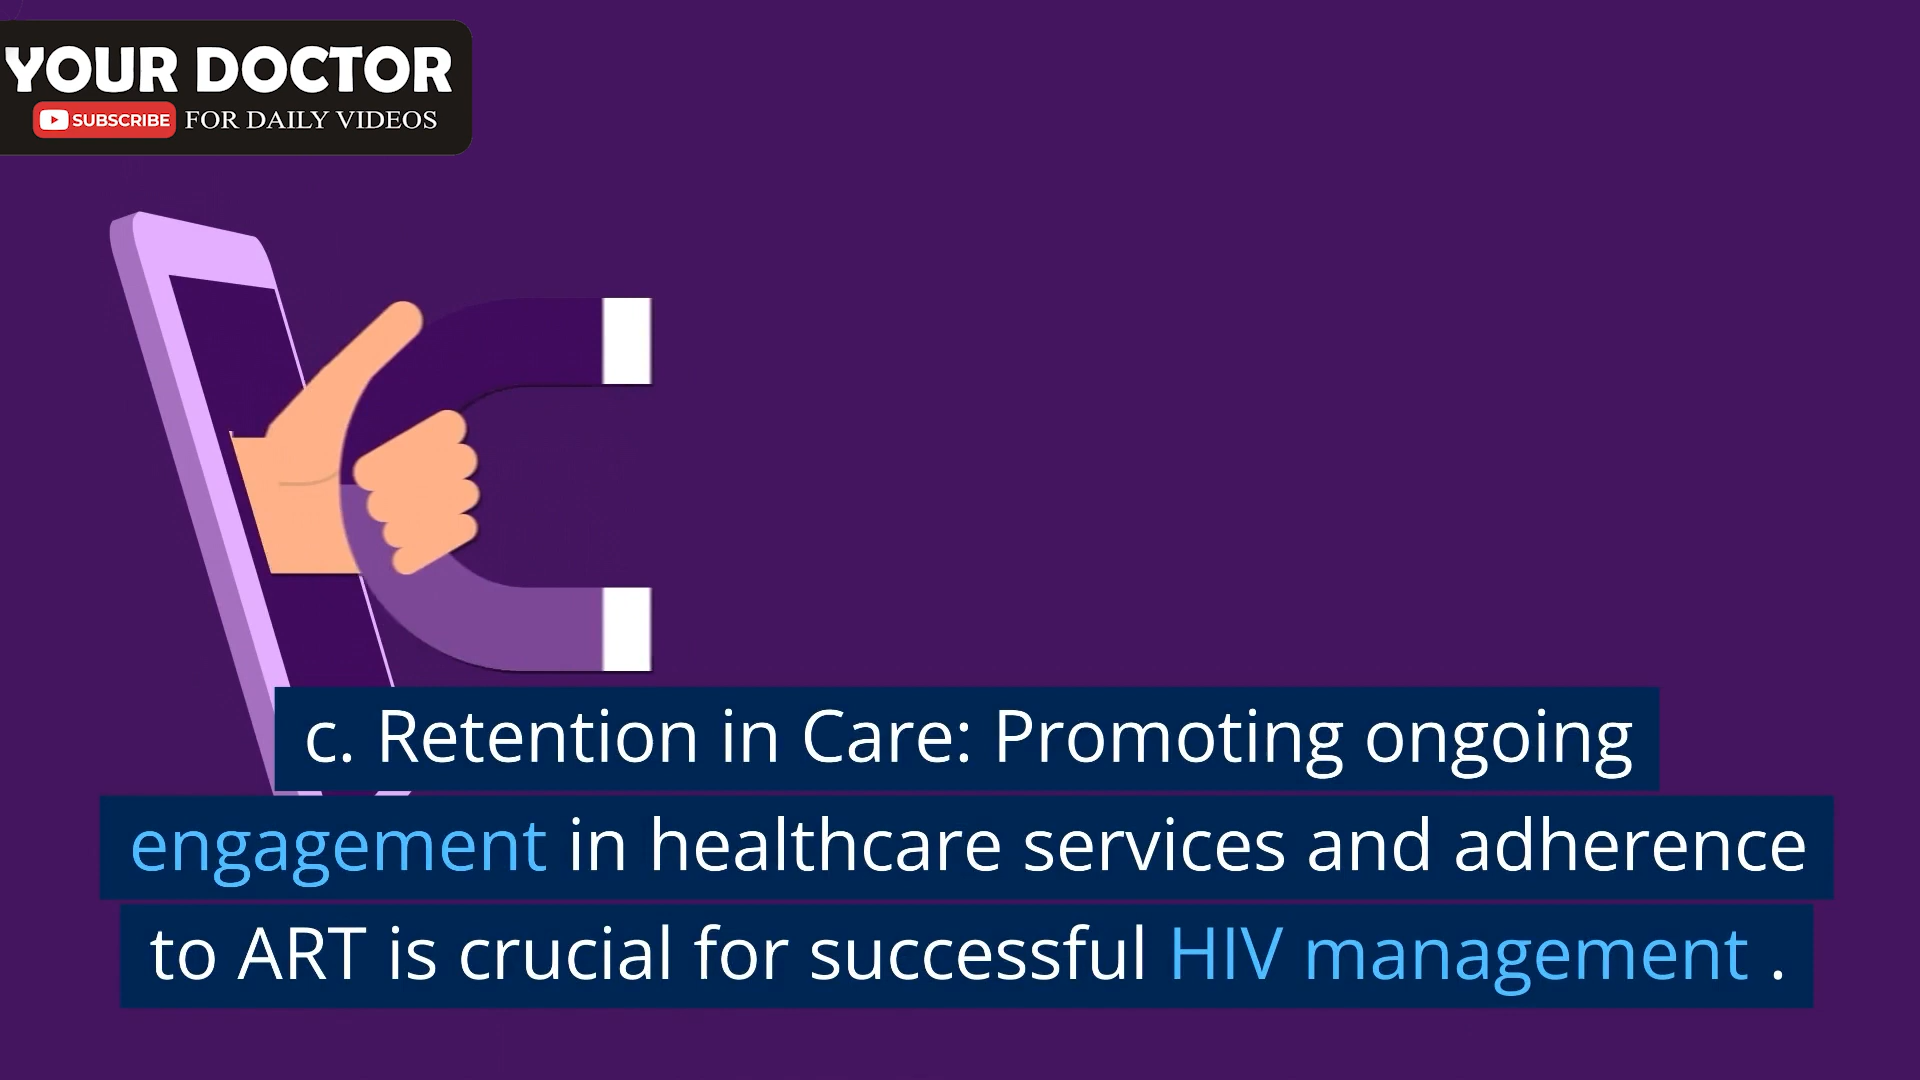 YOUR DOCTOR
SUBSCRIBE FOR DAILY VIDEOS
c. Retention in Care: Promoting ongoing
engagement in healthcare services and adherence
to ART is crucial for successful HIV management .